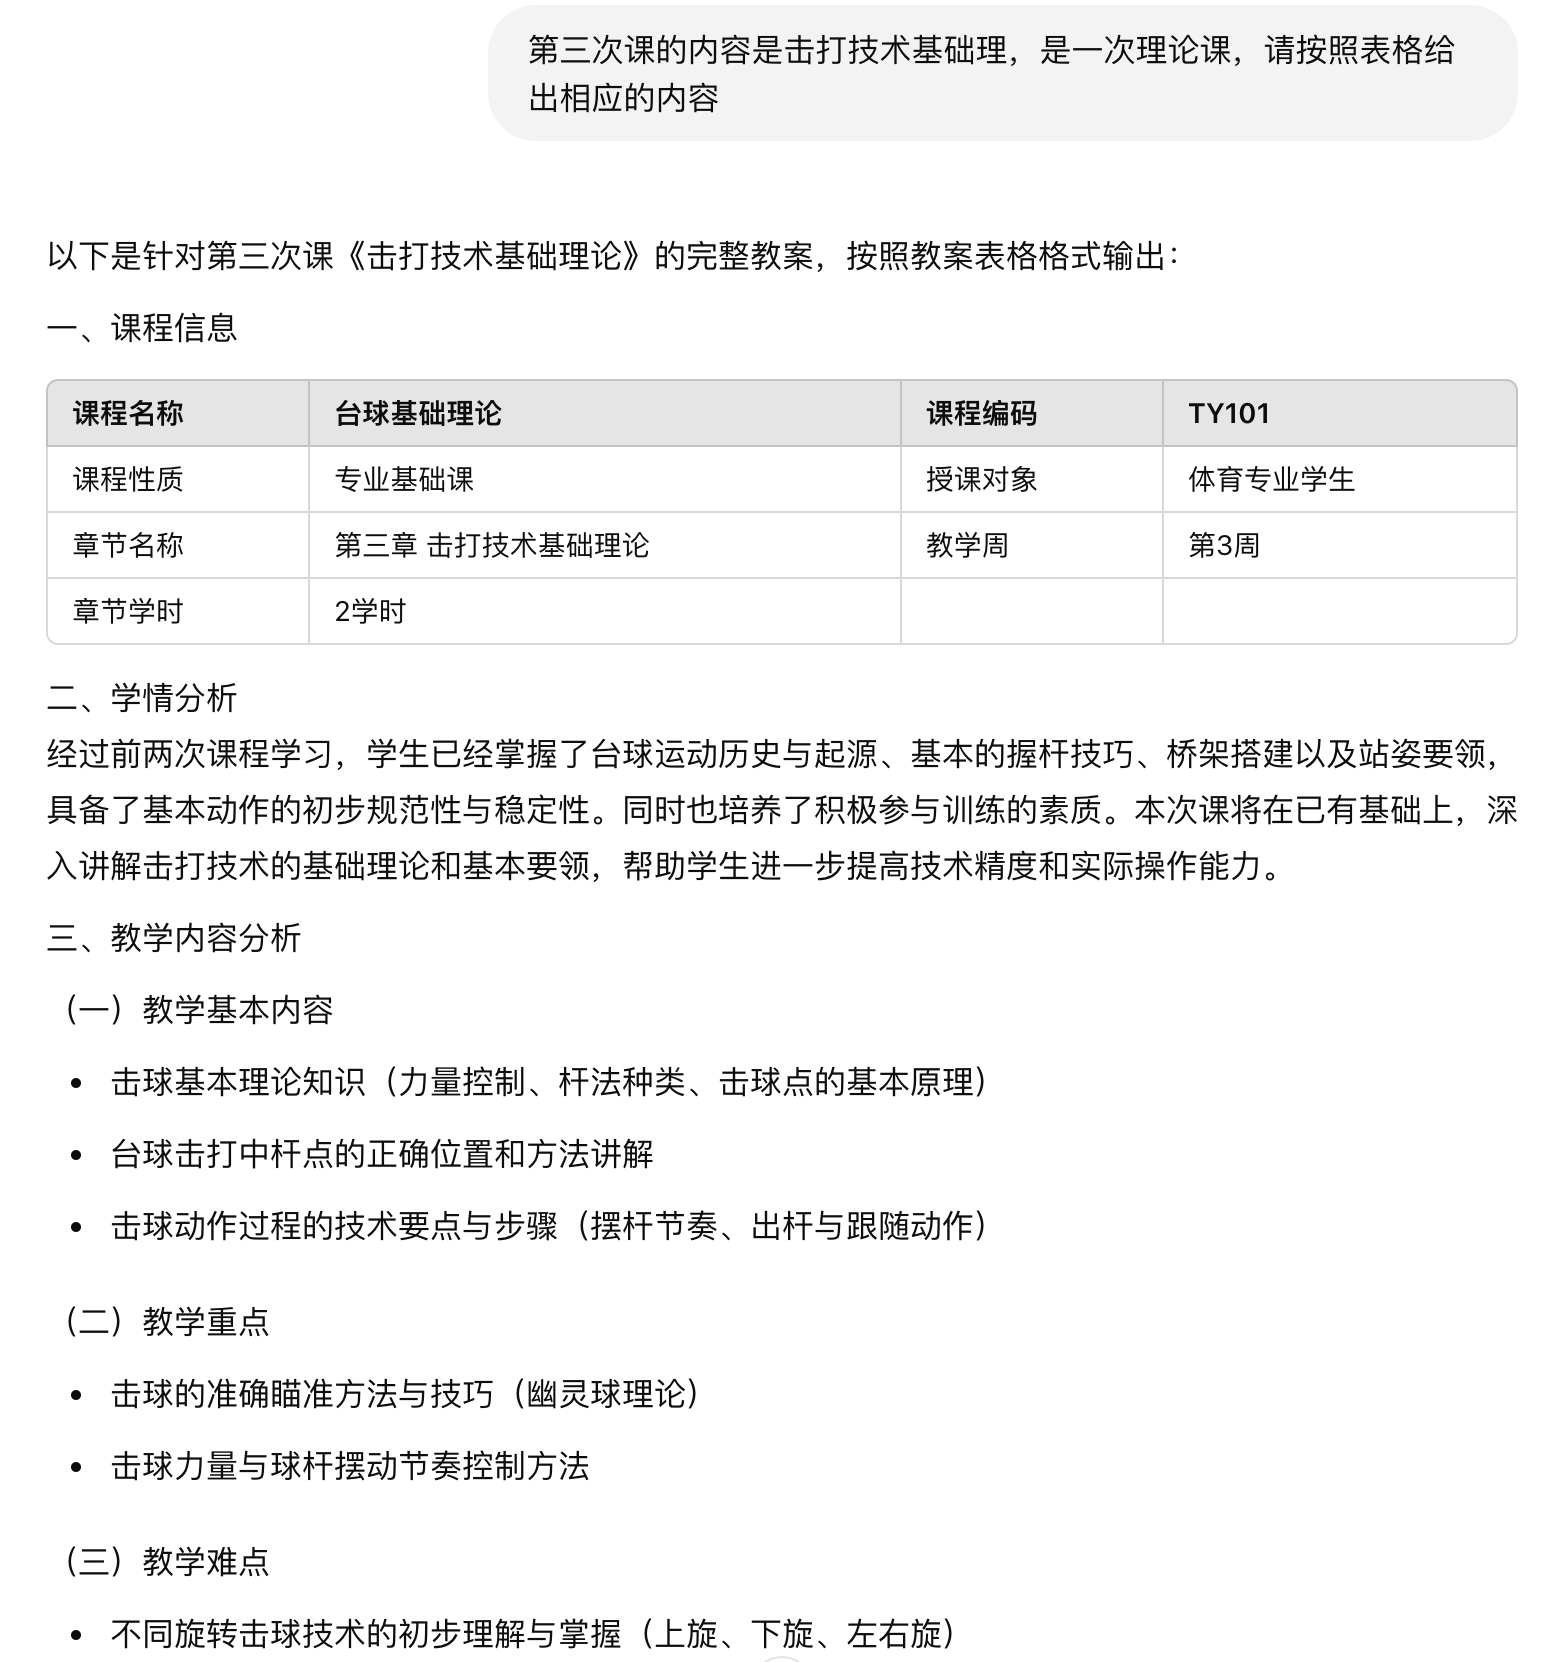 第三次课的内容是击打技术基础理，是一次理论课，请按照表格给
出相应的内容
以下是针对第三次课《击打技术基础理论》的完整教案，按照教案表格格式输出：
一、课程信息
课程名称 台球基础理论 课程编码 TY101
课程性质 专业基础课 授课对象 体育专业学生
章节名称 第三章 击打技术基础理论 教学周 第3周
章节学时 2学时
二、学情分析
经过前两次课程学习，学生已经掌握了台球运动历史与起源、基本的握杆技巧、桥架搭建以及站姿要领，
具备了基本动作的初步规范性与稳定性。同时也培养了积极参与训练的素质。本次课将在已有基础上，深
入讲解击打技术的基础理论和基本要领，帮助学生进一步提高技术精度和实际操作能力。
三、教学内容分析
（一）教学基本内容
• 击球基本理论知识（力量控制、杆法种类、击球点的基本原理）
• 台球击打中杆点的正确位置和方法讲解
• 击球动作过程的技术要点与步骤（摆杆节奏、出杆与跟随动作）
（二）教学重点
• 击球的准确瞄准方法与技巧（幽灵球理论）
• 击球力量与球杆摆动节奏控制方法
（三）教学难点
• 不同旋转击球技术的初步理解与掌握（上旋、下旋、左右旋）